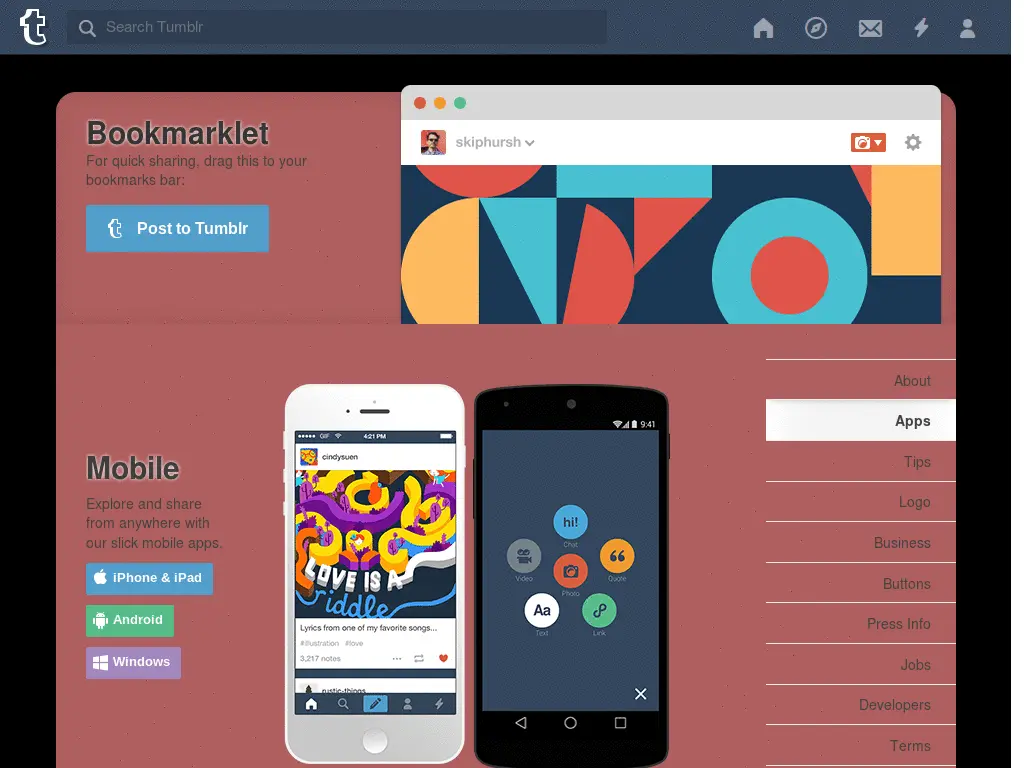 Search Tumblr
Bookmarklet
For quick sharing, drag this to your
bookmarks bar:
Post to Tumblr
skiphursh
About
Apps
Tips
Logo
Business
Buttons
Press Info
Jobs
Developers
Terms
Mobile
Explore and share
from anywhere with
our slick mobile apps.
iPhone & iPad
Android
Windows
GIF
4:21 PM
cindysuen
LOVE IS A
riddle
Lyrics from one of my favorite songs...
#illustration #love
3,217 notes
rustic-things
9:41
hi!
Chat
Video
Quote
Photo
Aa
Text
Link